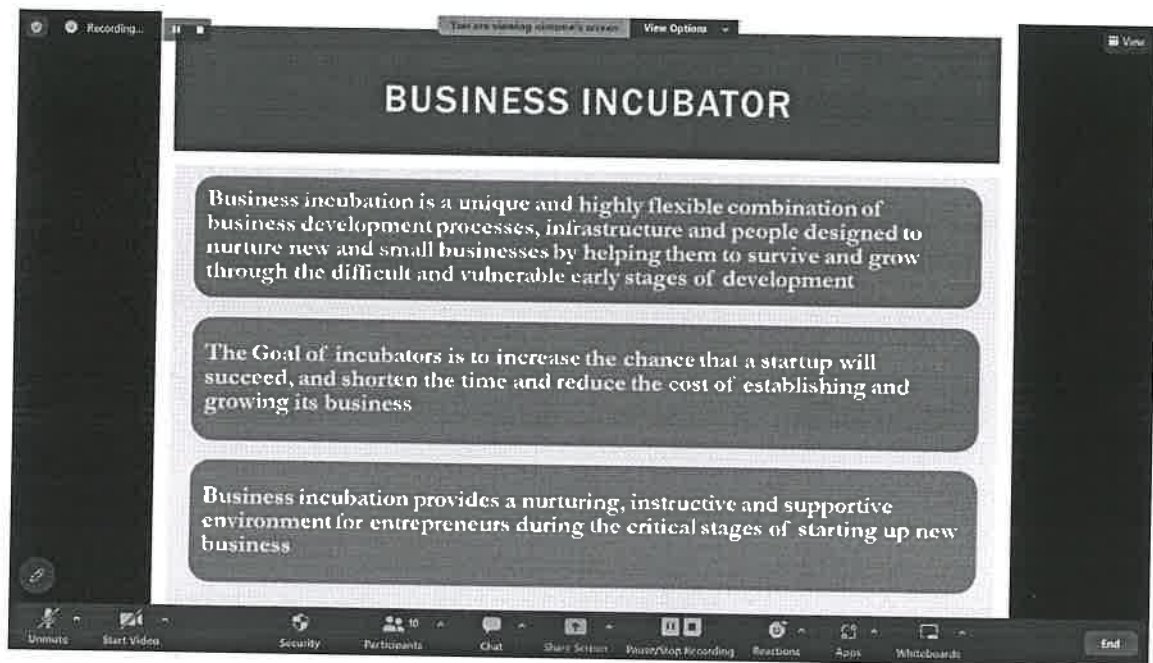 Recording...
View Options
View
BUSINESS INCUBATOR
Business incubation is a unique and highly flexible combination of
business development processes, infrastructure and people designed to
nurture new and small businesses by helping them to survive and grow
through the difficult and vulnerable early stages of development
The Goal of incubators is to increase the chance that a startup will
succeed, and shorten the time and reduce the cost of establishing and
growing its business
Business incubation provides a nurturing, instructive and supportive
environment for entrepreneurs during the critical stages of starting up new
business
Unmute Start Video Security Participants 10 Chat Share Screen Pause/Stop Recording Reactions Apps Whiteboards End